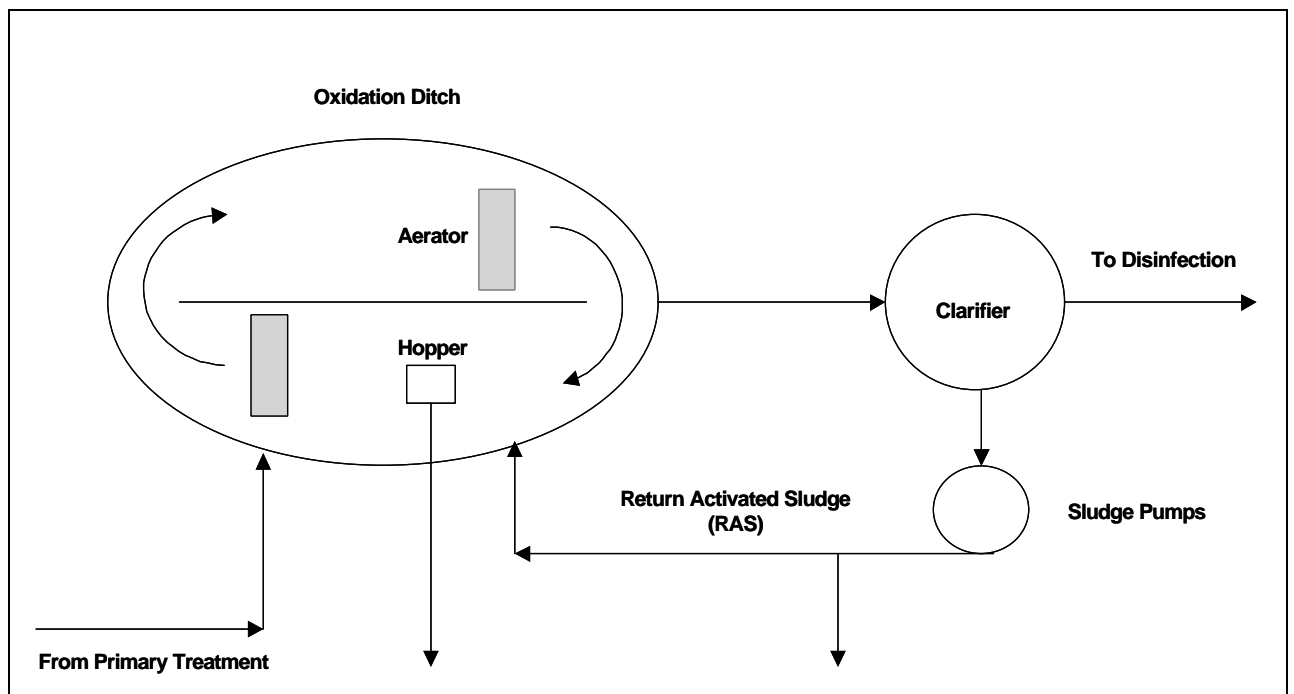 Oxidation Ditch
Aerator
To Disinfection
Clarifier
Hopper
Return Activated Sludge
(RAS)
Sludge Pumps
From Primary Treatment